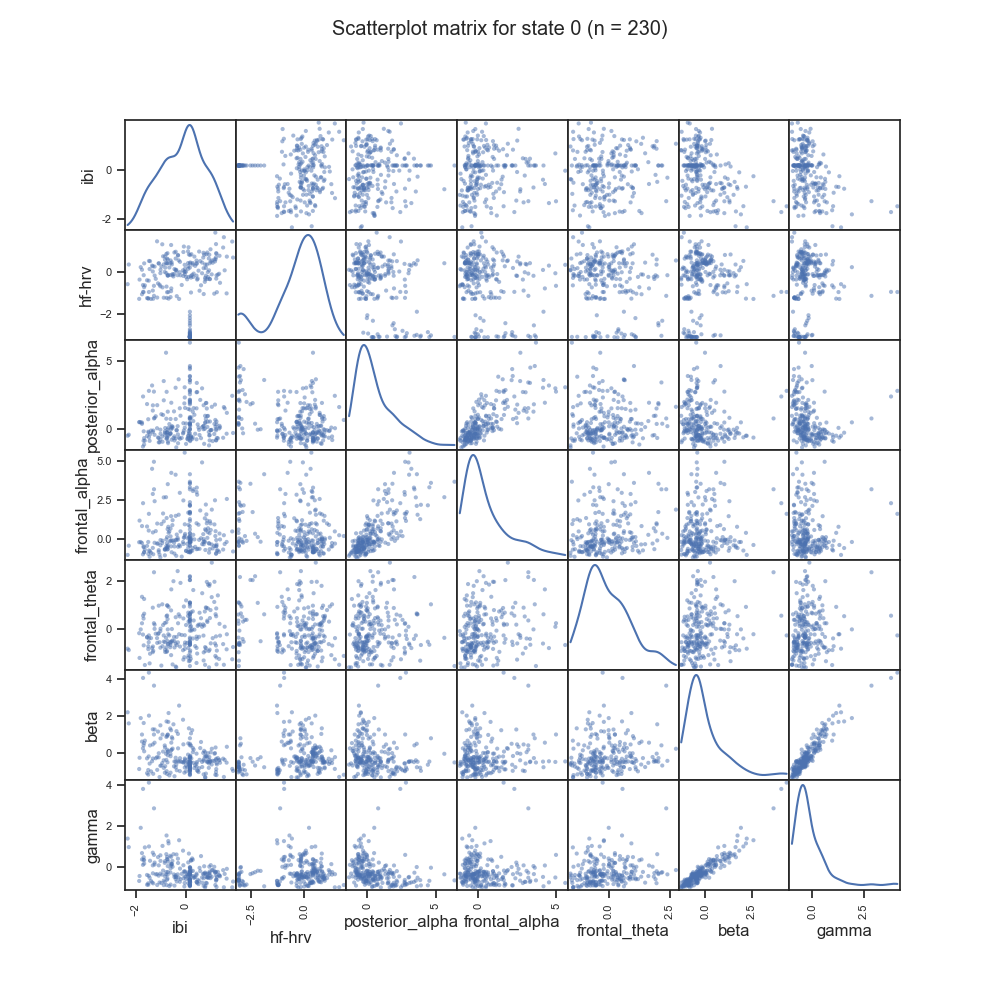 Scatterplot matrix for state 0 (n = 230)
ibi
0
-2
hf-hrv
0
−2
posterior_alpha
5
0
frontal_alpha
5.0
2.5
0.0
frontal_theta
2
0
beta
4
2
0
gamma
4
2
0
−2
0
−2.5
0.0
0
5
0
5
0.0
2.5
0.0
2.5
0.0
2.5
ibi
hf-hrv
posterior_alpha
frontal_alpha
frontal_theta
beta
gamma